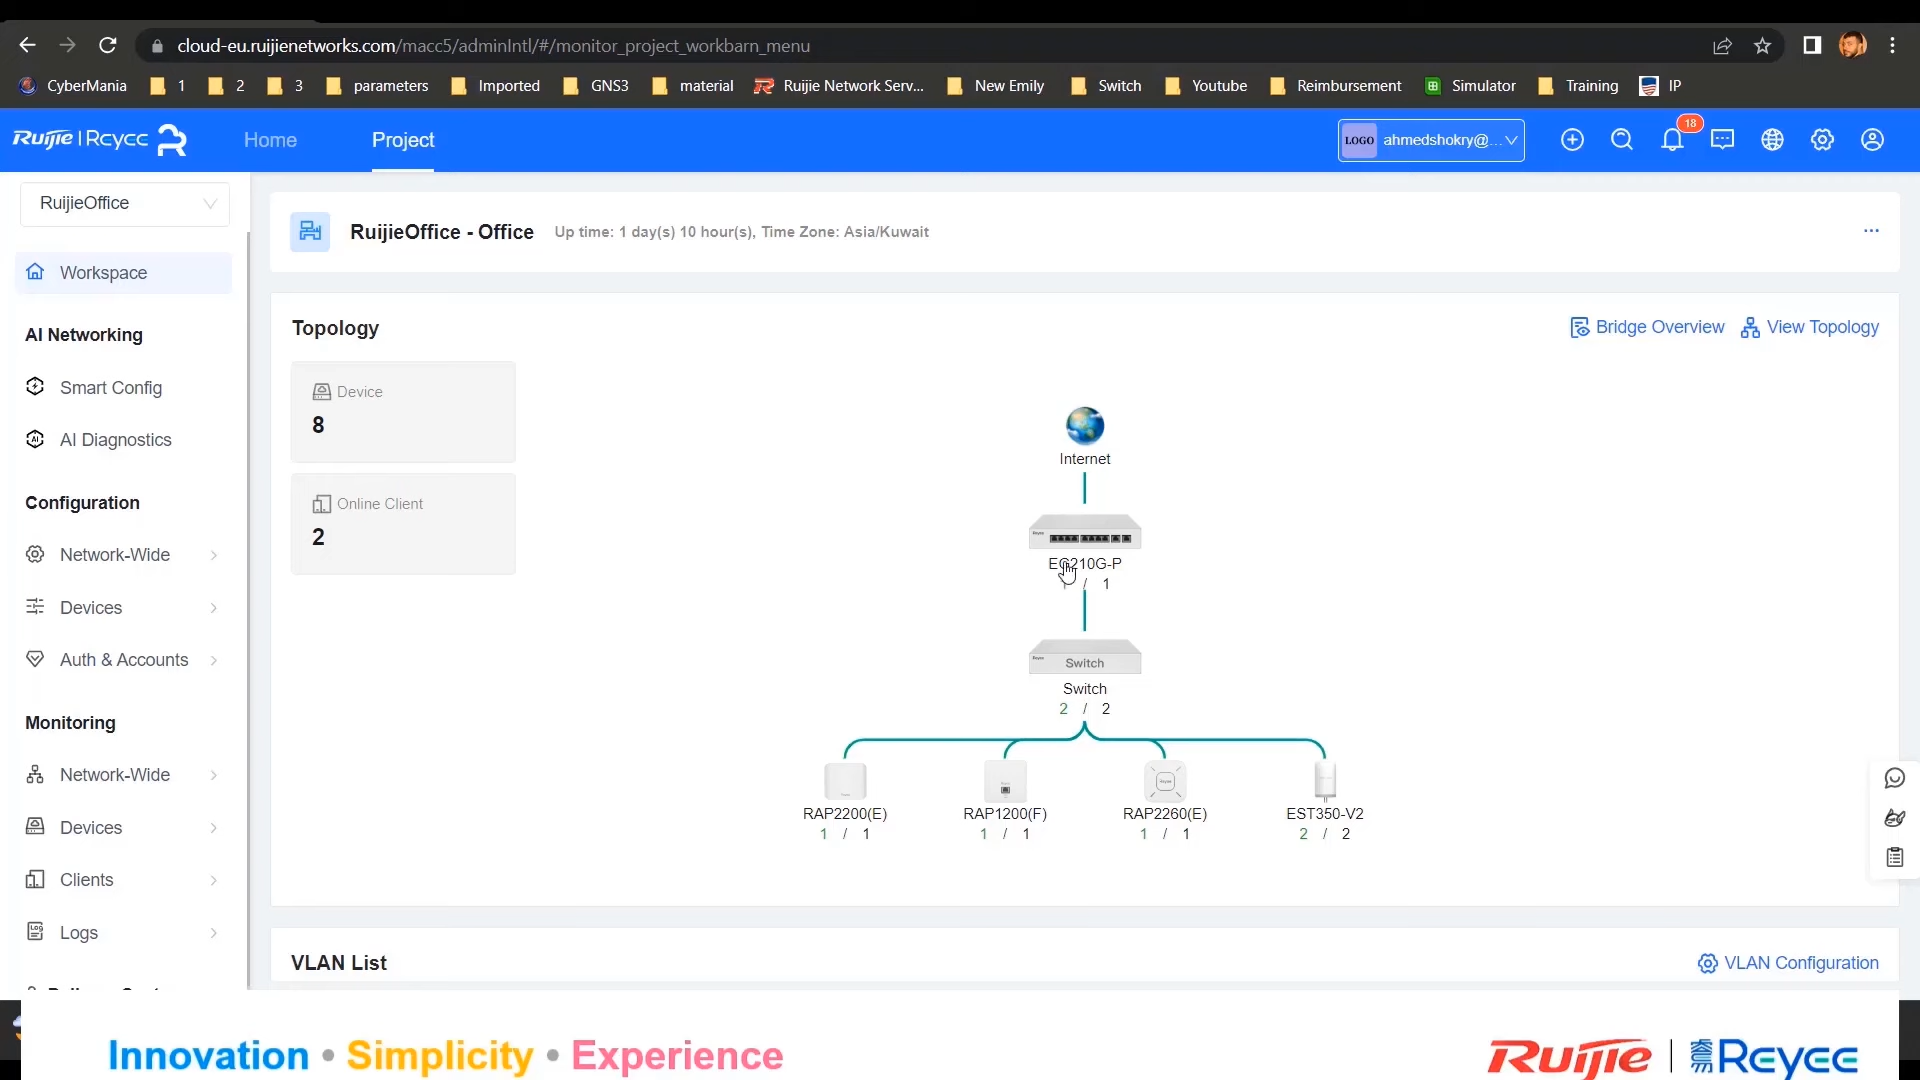 cloud-eu.ruijienetworks.com/macc5/adminIntl/#/monitor_project_workbarn_menu
CyberMania 1 2 3 parameters Imported GNS3 material Ruijie Network Serv... New Emily Switch Youtube Reimbursement Simulator Training IP
Ruijie | Reyee Home Project LOGO ahmedshokry@... 18
RuijieOffice
Workspace
AI Networking
Smart Config
AI Diagnostics
Configuration
Network-Wide
Devices
Auth & Accounts
Monitoring
Network-Wide
Devices
Clients
Logs
RuijieOffice - Office Up time: 1 day(s) 10 hour(s), Time Zone: Asia/Kuwait ...
Topology
Bridge Overview View Topology
Device
8
Online Client
2
Internet
EG210G-P
/ 1
Switch
Switch
2 / 2
RAP2200(E) RAP1200(F) RAP2260(E) EST350-V2
1 / 1 1 / 1 1 / 1 2 / 2
VLAN List VLAN Configuration
Innovation • Simplicity • Experience
Ruijie | Reyee